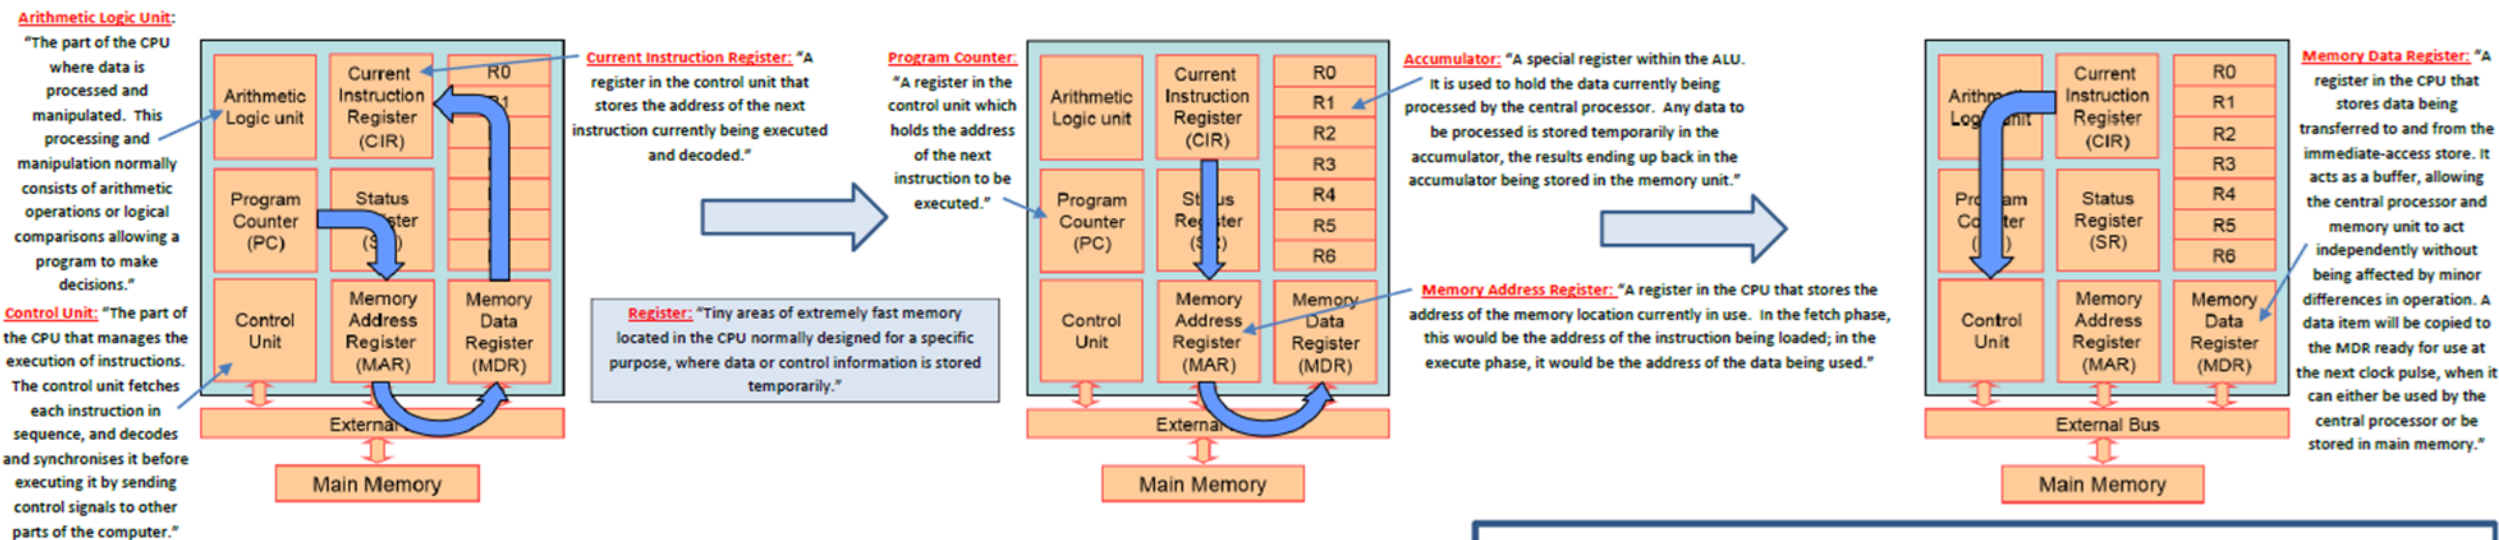 Arithmetic Logic Unit:
“The part of the CPU
where data is
processed and
manipulated. This
processing and
manipulation normally
consists of arithmetic
operations or logical
comparisons allowing a
program to make
decisions.”
Control Unit: “The part of
the CPU that manages the
execution of instructions.
The control unit fetches
each instruction in
sequence, and decodes
and synchronises it before
executing it by sending
control signals to other
parts of the computer.”
Arithmetic
Logic unit
Current
Instruction
Register
(CIR)
R0
Program
Counter
(PC)
Status
Control
Unit
Memory
Address
Register
(MAR)
Memory
Data
Register
(MDR)
External
Main Memory
Current Instruction Register: “A
register in the control unit that
stores the address of the next
instruction currently being executed
and decoded.”
Register: “Tiny areas of extremely fast memory
located in the CPU normally designed for a specific
purpose, where data or control information is stored
temporarily.”
Program Counter:
“A register in the
control unit which
holds the address
of the next
instruction to be
executed.”
Arithmetic
Logic unit
Current
Instruction
Register
(CIR)
R0
R1
R2
R3
R4
R5
R6
Program
Counter
(PC)
Control
Unit
Memory
Address
Register
(MAR)
Memory
Data
Register
(MDR)
External
Main Memory
Accumulator: “A special register within the ALU.
It is used to hold the data currently being
processed by the central processor. Any data to
be processed is stored temporarily in the
accumulator, the results ending up back in the
accumulator being stored in the memory unit.”
Memory Address Register: “A register in the CPU that stores the
address of the memory location currently in use. In the fetch phase,
this would be the address of the instruction being loaded; in the
execute phase, it would be the address of the data being used.”
Current
Instruction
Register
(CIR)
R0
R1
R2
R3
R4
R5
R6
Status
Register
(SR)
Control
Unit
Memory
Address
Register
(MAR)
Memory
Data
Register
(MDR)
External Bus
Main Memory
Memory Data Register: “A
register in the CPU that
stores data being
transferred to and from the
immediate-access store. It
acts as a buffer, allowing
the central processor and
memory unit to act
independently without
being affected by minor
differences in operation. A
data item will be copied to
the MDR ready for use at
the next clock pulse, when it
can either be used by the
central processor or be
stored in main memory.”